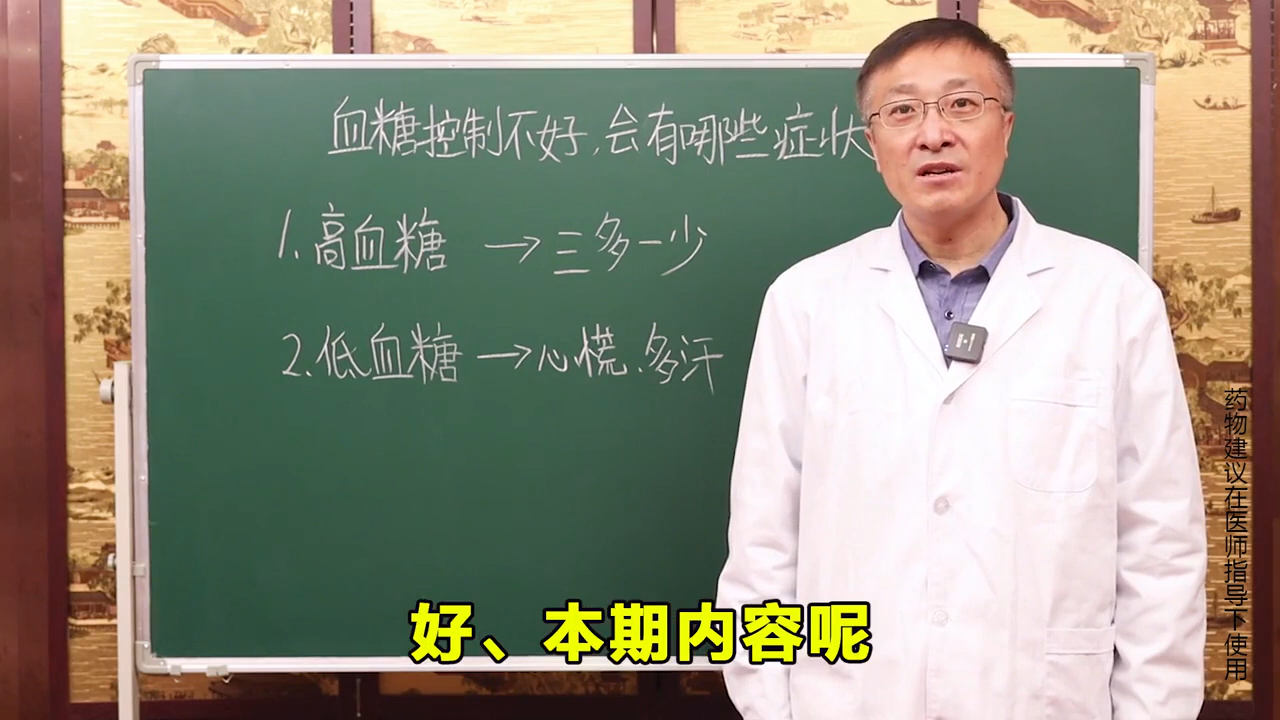 血糖控制不好,会有哪些症状
1.高血糖 →三多一少
2.低血糖→心慌、多汗
药物建议在医师指导下使用
好、本期内容呢